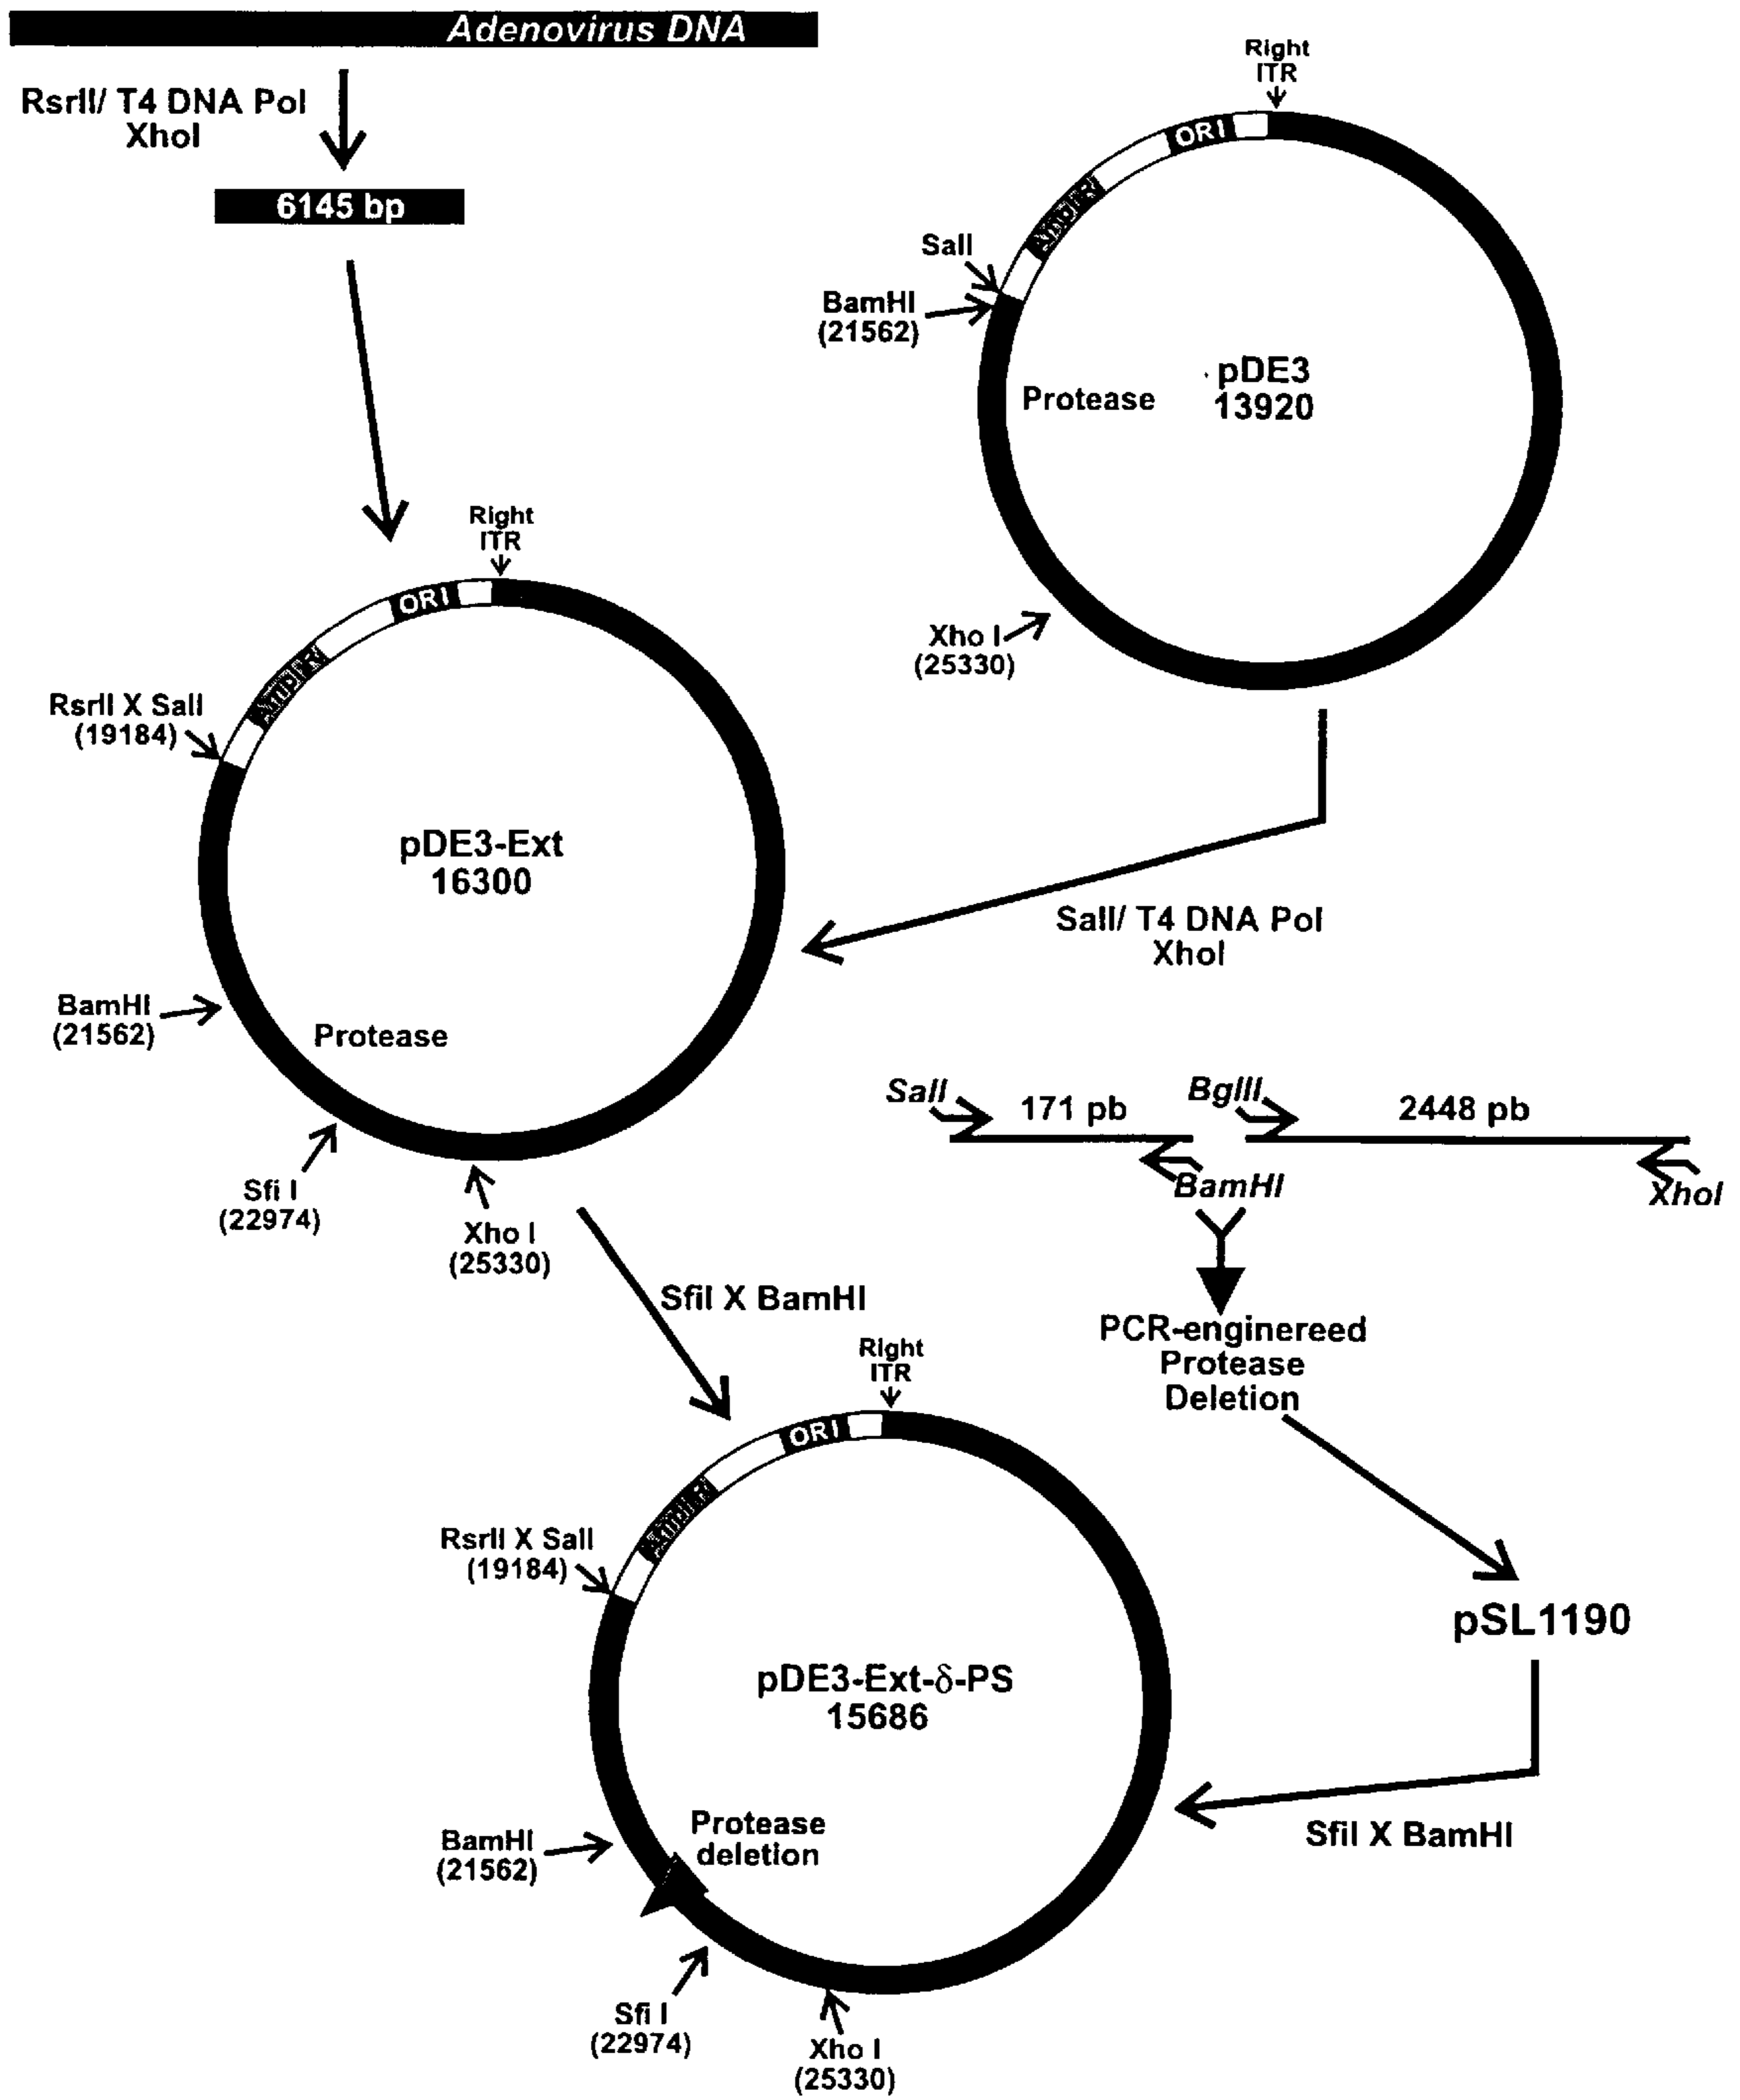 Adenovirus DNA
RsrII/ T4 DNA Pol
XhoI
6145 bp
Right
ITR
ORI
AmpIR
SalI
BamHI
(21562)
Protease
pDE3
13920
Xho I
(25330)
SalI/ T4 DNA Pol
XhoI
Right
ITR
ORI
AmpIR
RsrII X SalI
(19184)
pDE3-Ext
16300
BamHI
(21562)
Protease
Sfi I
(22974)
Xho I
(25330)
SfiI X BamHI
SalI
171 pb
BglII
2448 pb
BamHI
XhoI
PCR-enginereed
Protease
Deletion
pSL1190
SfiI X BamHI
Right
ITR
ORI
AmpIR
RsrII X SalI
(19184)
pDE3-Ext-δ-PS
15686
BamHI
(21562)
Protease
deletion
Sfi I
(22974)
Xho I
(25330)